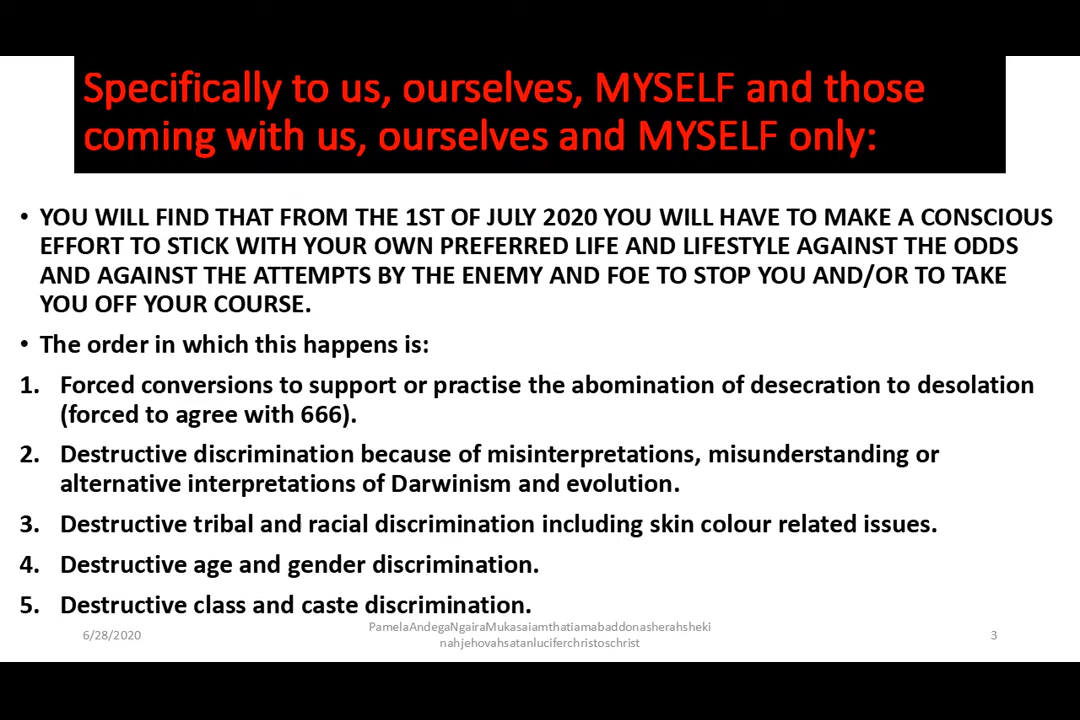 Specifically to us, ourselves, MYSELF and those
coming with us, ourselves and MYSELF only:
• YOU WILL FIND THAT FROM THE 1ST OF JULY 2020 YOU WILL HAVE TO MAKE A CONSCIOUS
EFFORT TO STICK WITH YOUR OWN PREFERRED LIFE AND LIFESTYLE AGAINST THE ODDS
AND AGAINST THE ATTEMPTS BY THE ENEMY AND FOE TO STOP YOU AND/OR TO TAKE
YOU OFF YOUR COURSE.
• The order in which this happens is:
1. Forced conversions to support or practise the abomination of desecration to desolation
(forced to agree with 666).
2. Destructive discrimination because of misinterpretations, misunderstanding or
alternative interpretations of Darwinism and evolution.
3. Destructive tribal and racial discrimination including skin colour related issues.
4. Destructive age and gender discrimination.
5. Destructive class and caste discrimination.
6/28/2020
PamelaAndegaNgairaMukasaiamthatiamabaddonasherahsheki
nahjehovahsatanluciferchristoschrist
3